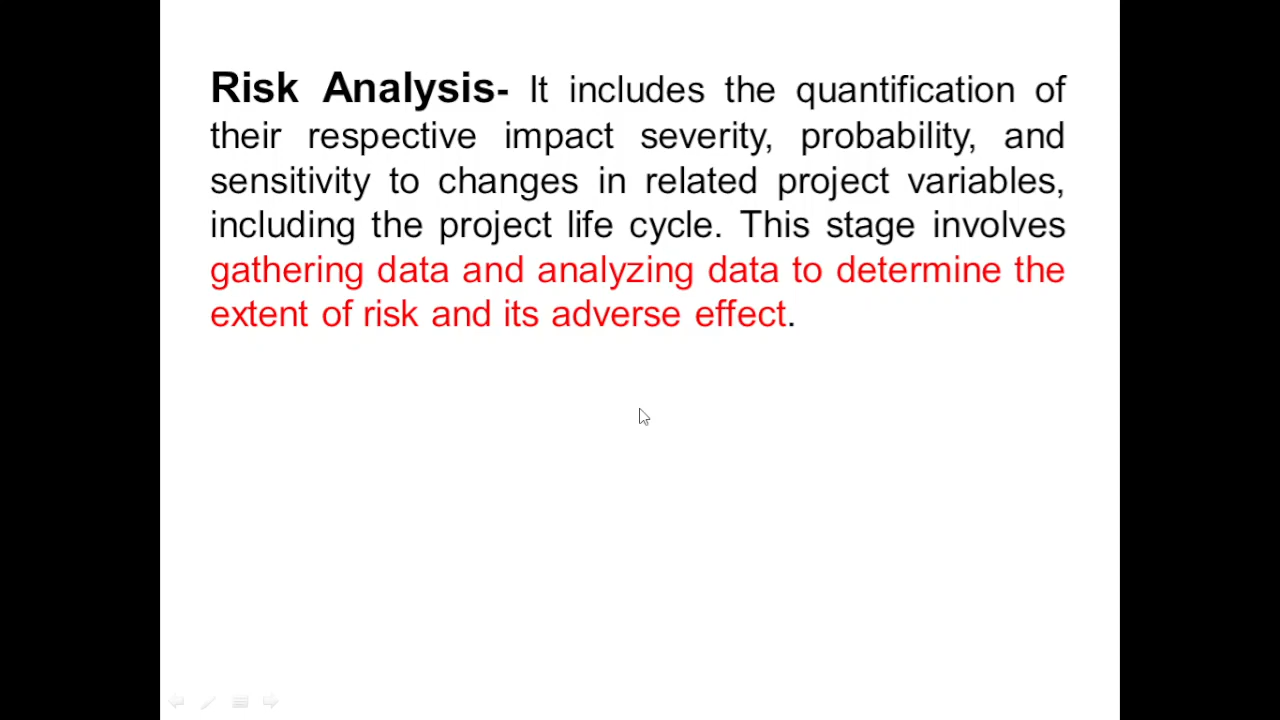 Risk Analysis- It includes the quantification of
their respective impact severity, probability, and
sensitivity to changes in related project variables,
including the project life cycle. This stage involves
gathering data and analyzing data to determine the
extent of risk and its adverse effect.